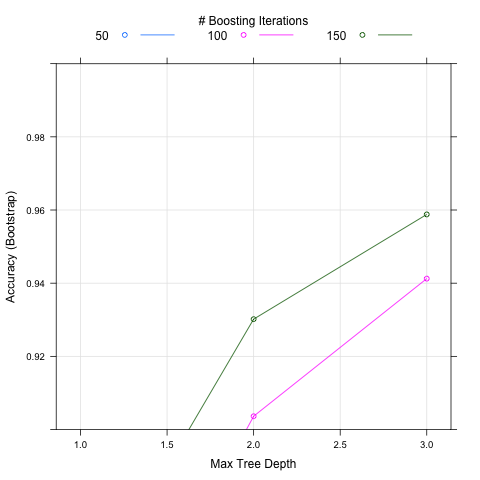 # Boosting Iterations
50 100 150
0.98
0.96
0.94
0.92
Accuracy (Bootstrap)
1.0 1.5 2.0 2.5 3.0
Max Tree Depth